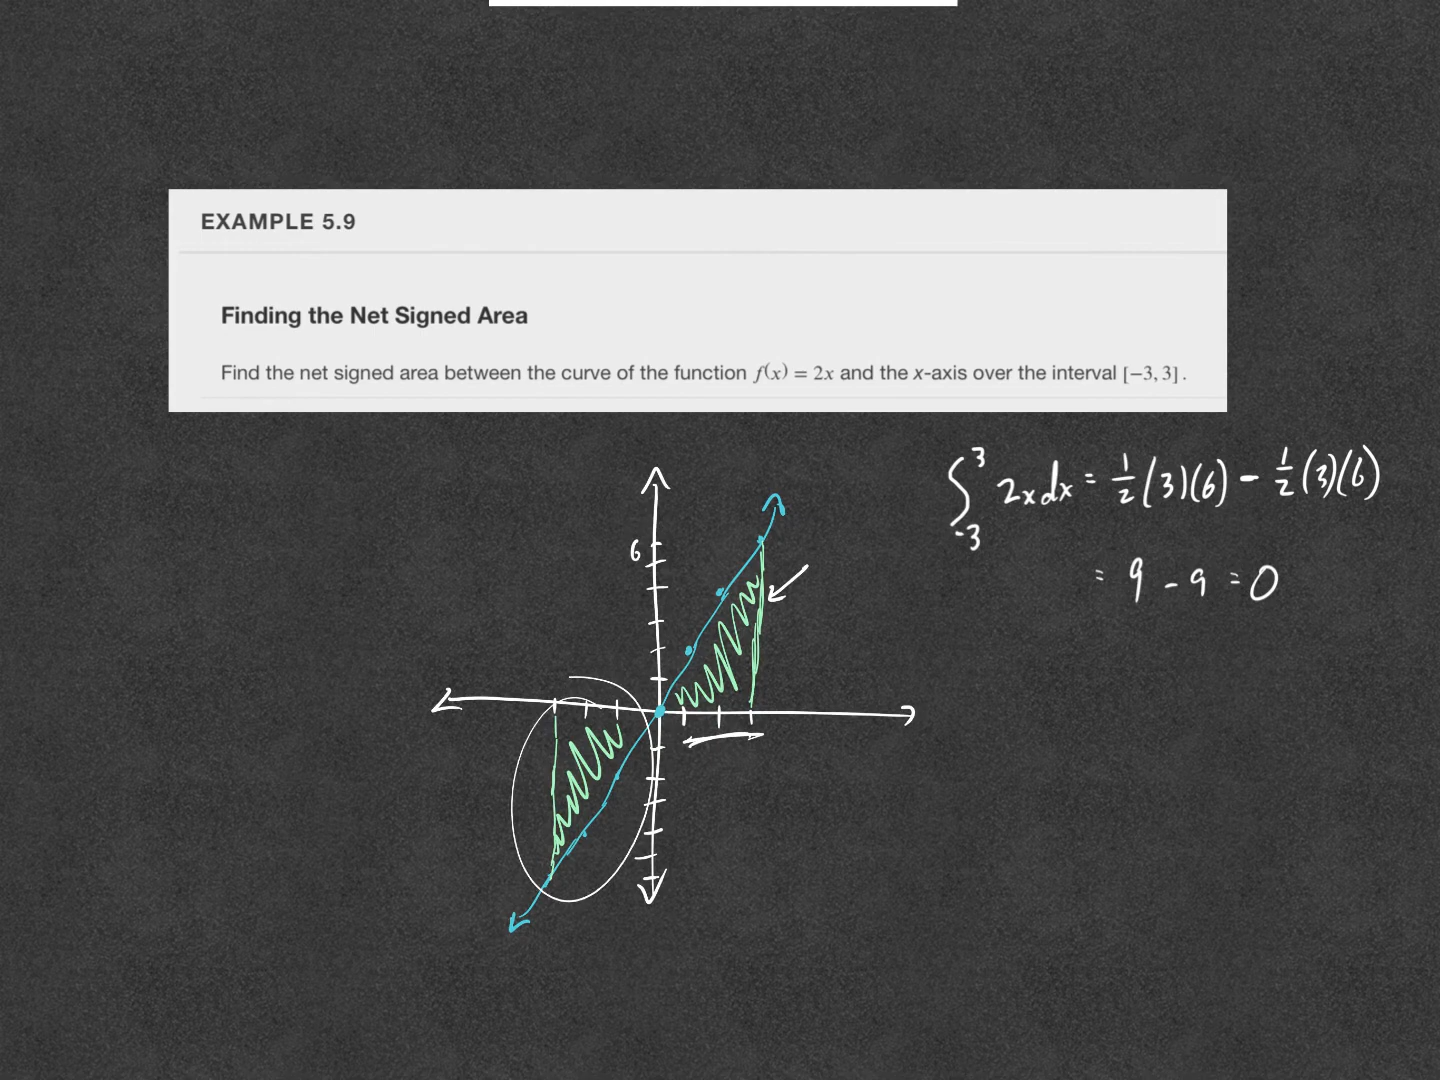 EXAMPLE 5.9
Finding the Net Signed Area
Find the net signed area between the curve of the function f(x) = 2x and the x-axis over the interval [−3, 3].
∫₋₃³ 2x dx = ½(3)(6) − ½(3)(6)
= 9 - 9 = 0
6